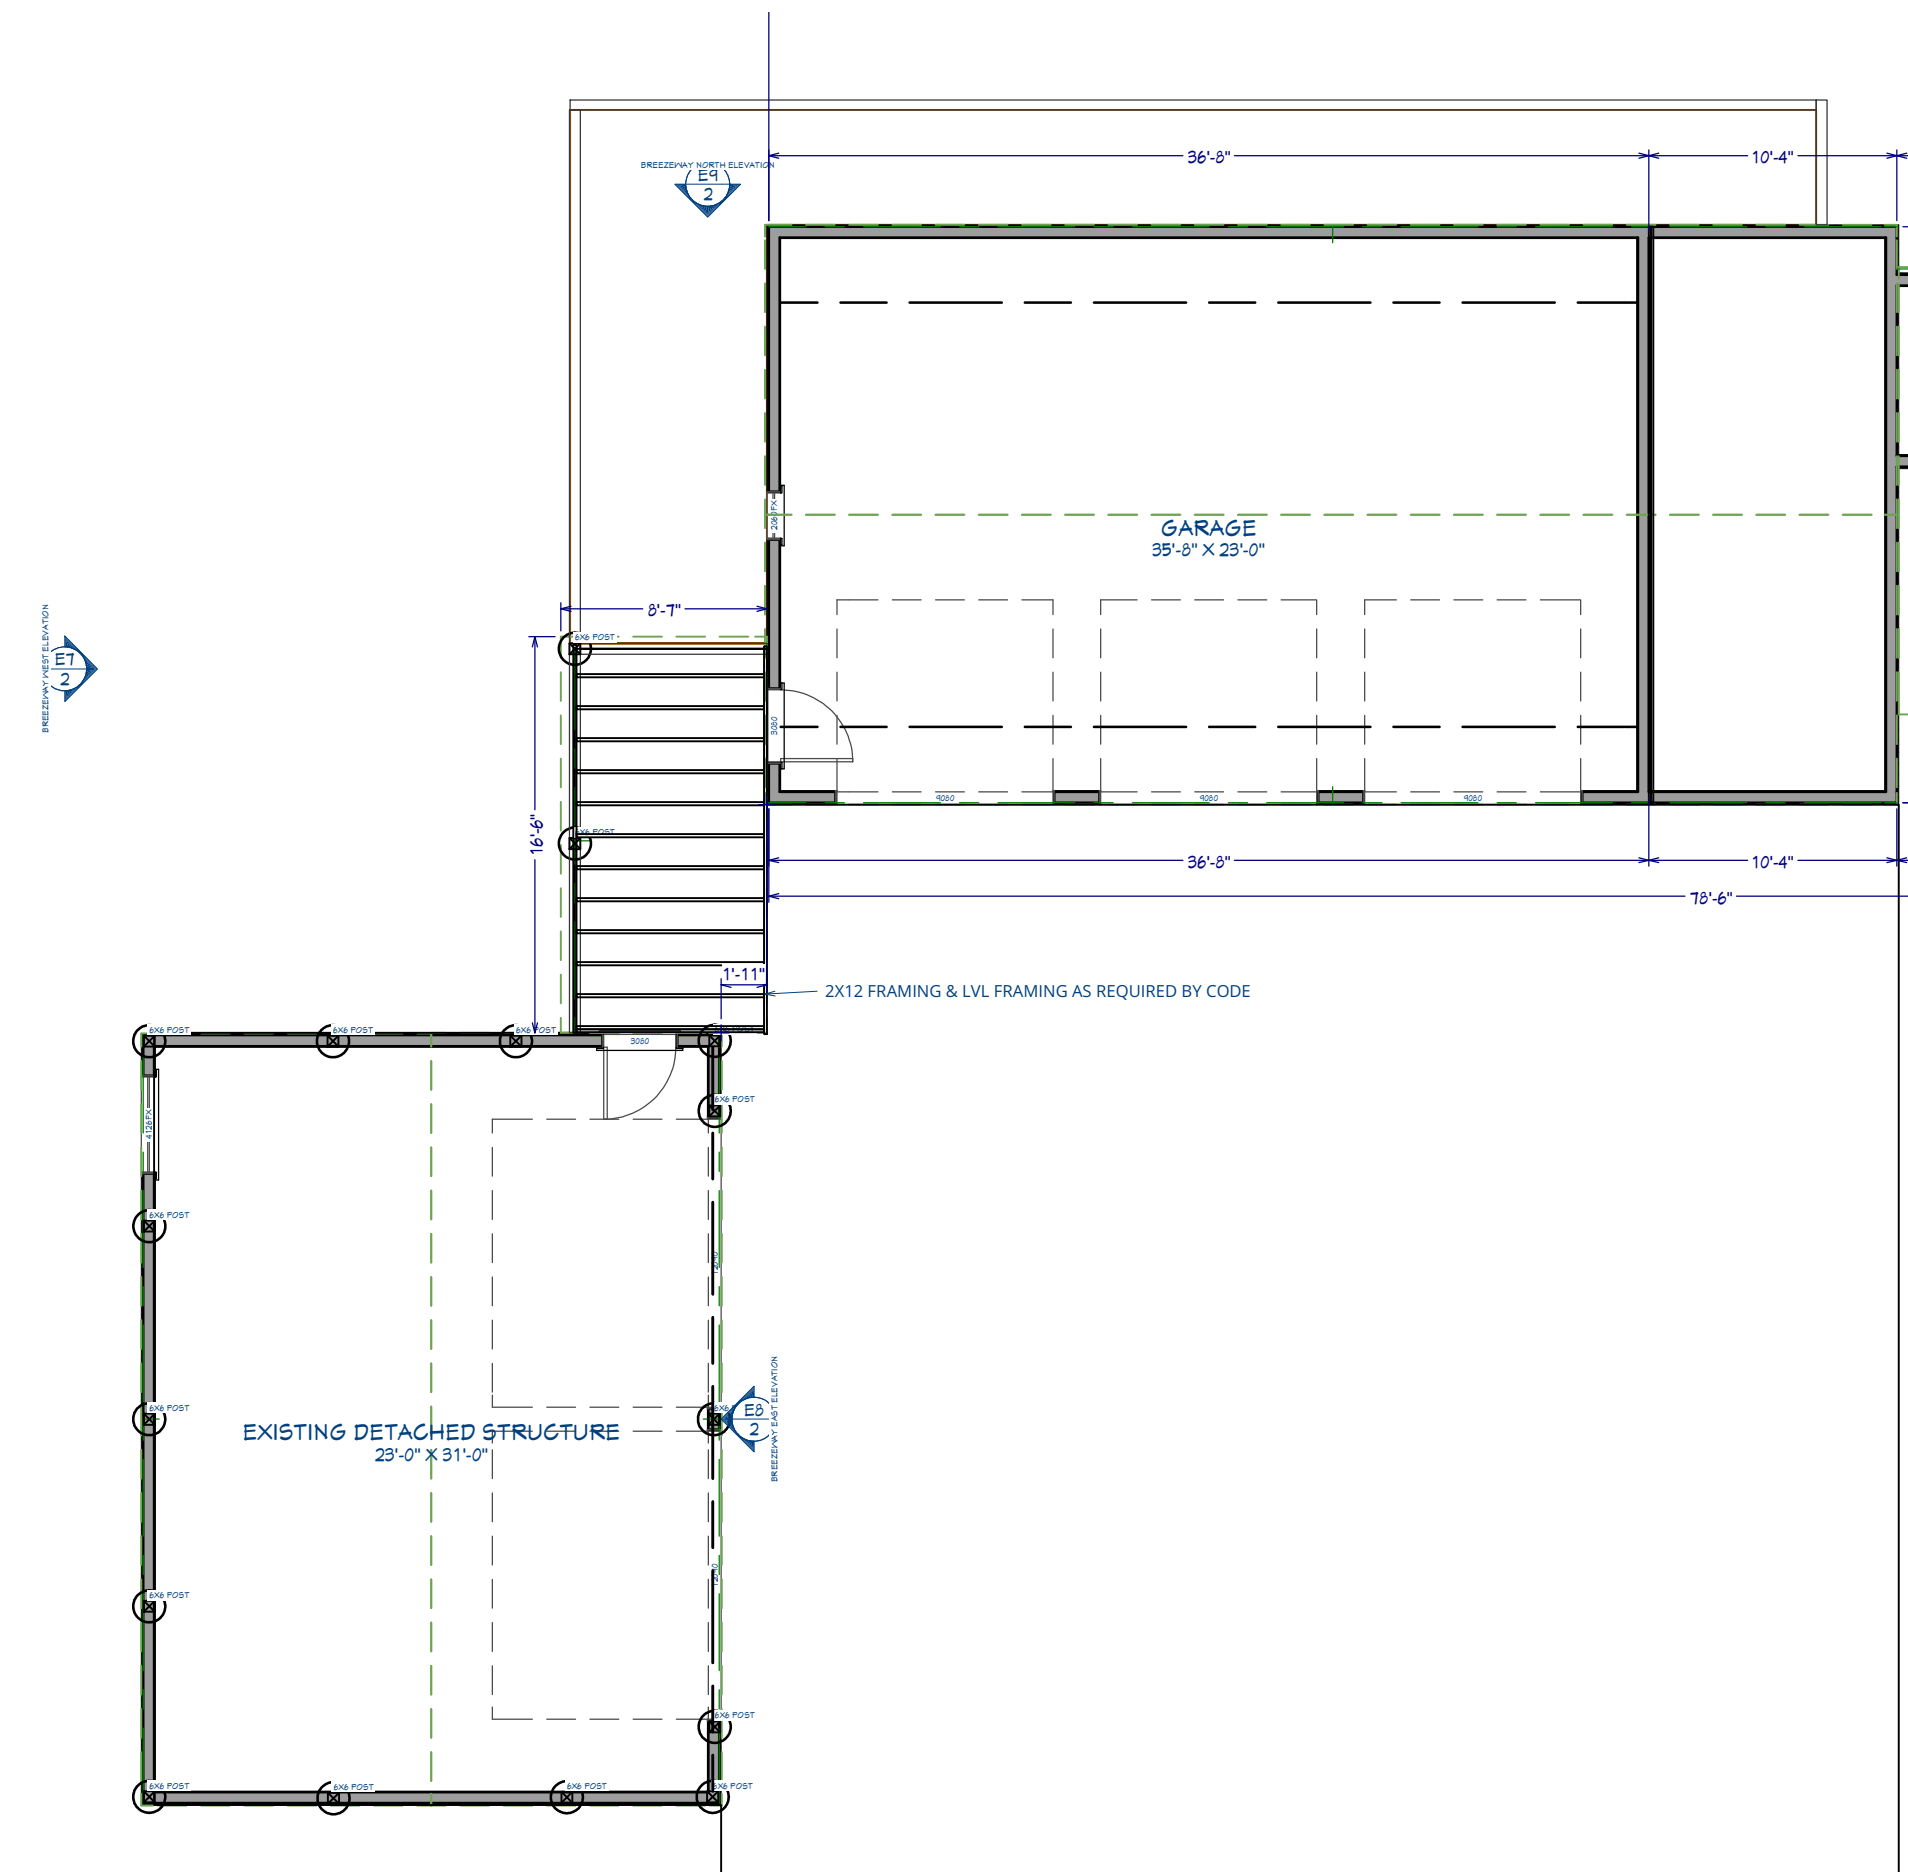 36'-8"
10'-4"
BREEZEWAY NORTH ELEVATION
E9
2
2060FX
GARAGE
35'-8" X 23'-0"
8'-7"
6X6 POST
BREEZEWAY WEST ELEVATION
E7
2
3080
9080
9080
9080
16'-6"
6X6 POST
36'-8"
10'-4"
78'-6"
1'-11"
2X12 FRAMING & LVL FRAMING AS REQUIRED BY CODE
6X6 POST
6X6 POST
6X6 POST
3080
6X6 POST
4126FX
6X6 POST
6X6 POST
6X6
E8
2
BREEZEWAY EAST ELEVATION
EXISTING DETACHED STRUCTURE
23'-0" X 31'-0"
6X6 POST
6X6 POST
6X6 POST
6X6 POST
6X6 POST
6X6 POST